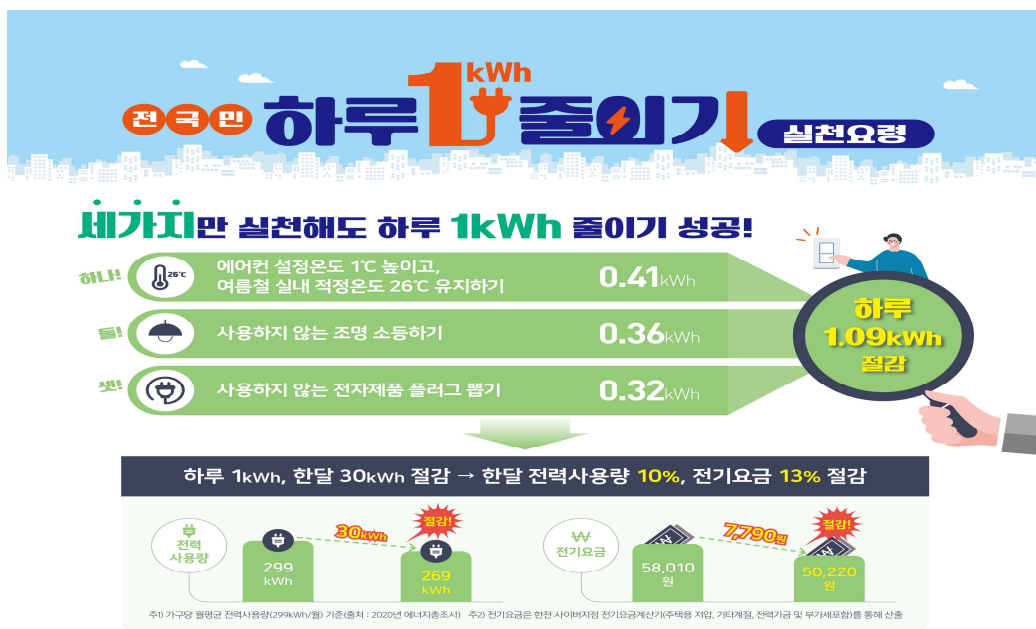 전국민 하루 1kWh 줄이기 실천요령
세가지만 실천해도 하루 1kWh 줄이기 성공!
하나! 26℃ 에어컨 설정온도 1℃ 높이고,
여름철 실내 적정온도 26℃ 유지하기 0.41kWh
둘! 사용하지 않는 조명 소등하기 0.36kWh
셋! 사용하지 않는 전자제품 플러그 뽑기 0.32kWh
하루
1.09kWh
절감
하루 1kWh, 한달 30kWh 절감 → 한달 전력사용량 10%, 전기요금 13% 절감
전력
사용량
299
kWh
30kWh
절감!
269
kWh
₩
전기요금
58,010
원
7,790원
절감!
50,220
원
주1) 가구당 월평균 전력사용량(299kWh/월) 기준(출처 : 2020년 에너지총조사) 주2) 전기요금은 한전 사이버지점 전기요금계산기(주택용 저압, 기타계절, 전력기금 및 부가세포함)를 통해 산출